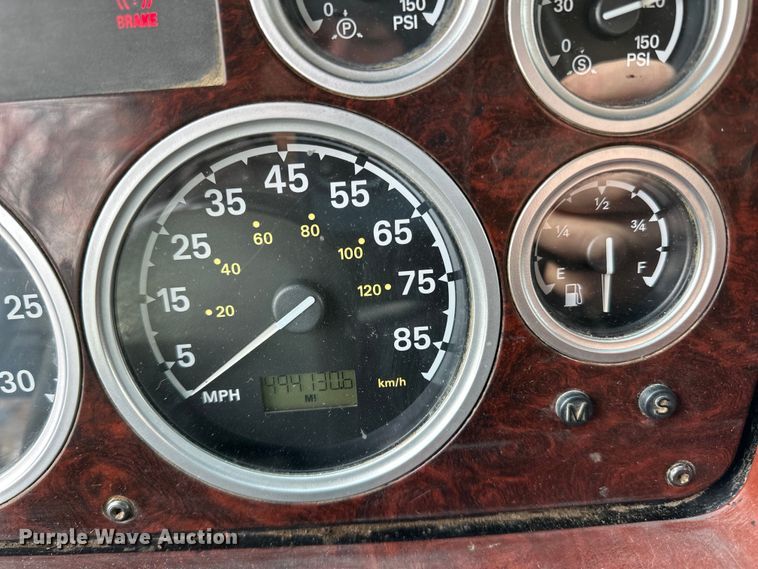 BRAKE
0 P 150
PSI
30 120
0 S 150
PSI
35 45 55
25 65
15 75
5 85
60 80
40 100
20 120
MPH 494130.6 km/h
MI
1/4 1/2 3/4
E F
25
30
M S
Purple Wave Auction